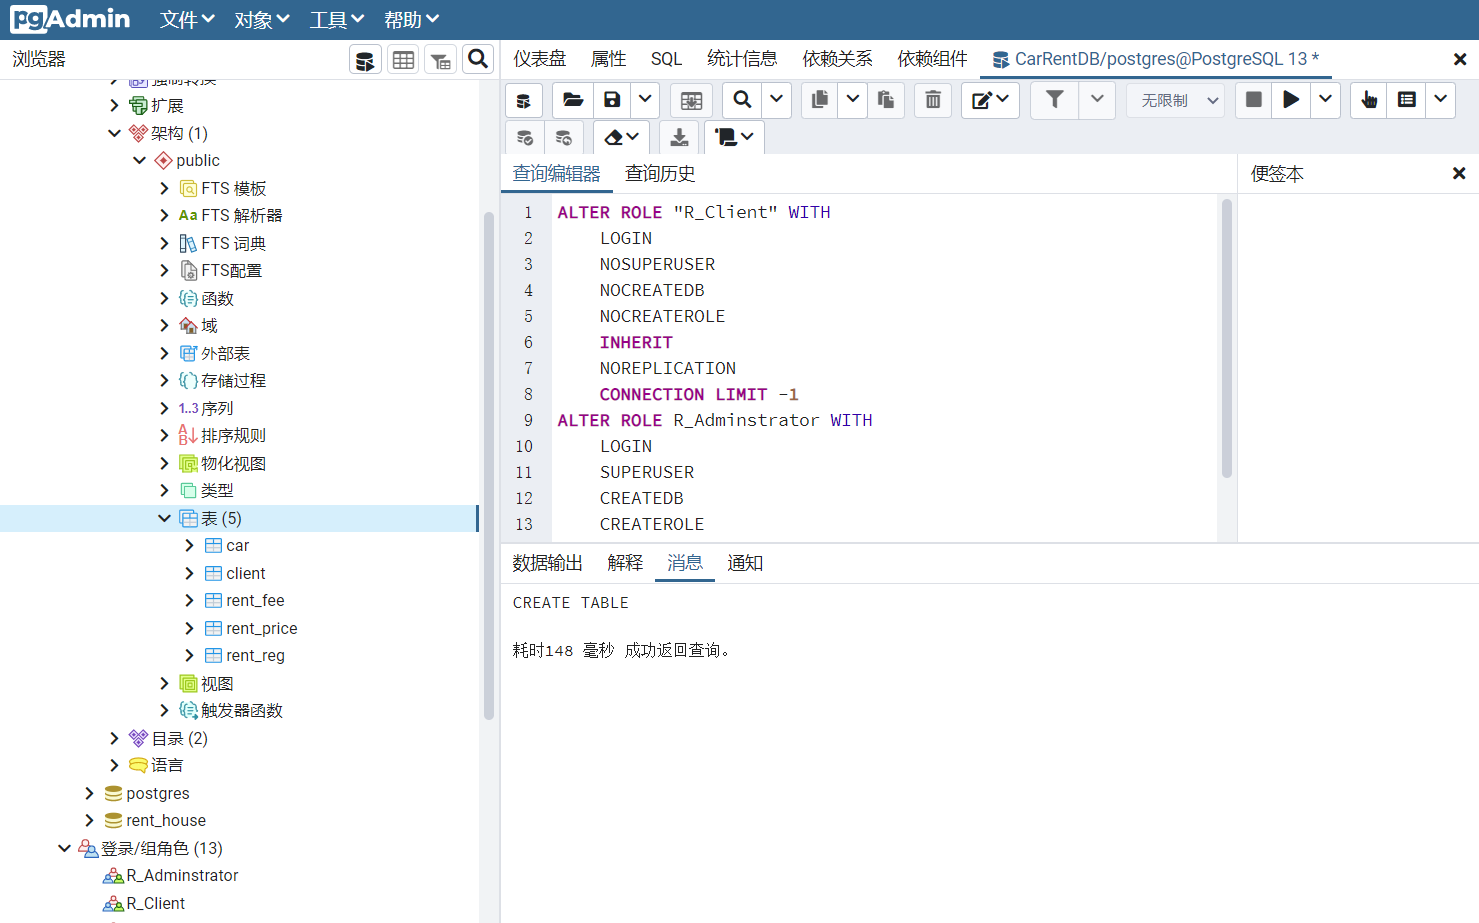 pgAdmin 文件 对象 工具 帮助
浏览器
仪表盘 属性 SQL 统计信息 依赖关系 依赖组件 CarRentDB/postgres@PostgreSQL 13 *
无限制
强制转换
扩展
架构 (1)
public
FTS 模板
FTS 解析器
FTS 词典
FTS配置
函数
域
外部表
存储过程
1..3 序列
排序规则
物化视图
类型
表 (5)
car
client
rent_fee
rent_price
rent_reg
视图
触发器函数
目录 (2)
语言
postgres
rent_house
登录/组角色 (13)
R_Adminstrator
R_Client
查询编辑器 查询历史 便签本
1 ALTER ROLE "R_Client" WITH
2 LOGIN
3 NOSUPERUSER
4 NOCREATEDB
5 NOCREATEROLE
6 INHERIT
7 NOREPLICATION
8 CONNECTION LIMIT -1
9 ALTER ROLE R_Adminstrator WITH
10 LOGIN
11 SUPERUSER
12 CREATEDB
13 CREATEROLE
数据输出 解释 消息 通知
CREATE TABLE
耗时148 毫秒 成功返回查询。